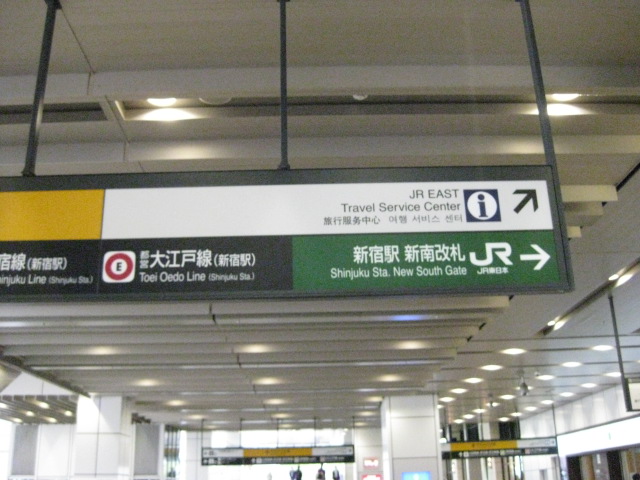 JR EAST
Travel Service Center
旅行服务中心 여행 서비스 센터
i
宿線(新宿駅)
injuku Line (Shinjuku Sta.)
E
都営大江戸線(新宿駅)
Toei Oedo Line (Shinjuku Sta.)
新宿駅 新南改札
Shinjuku Sta. New South Gate
JR
JR東日本